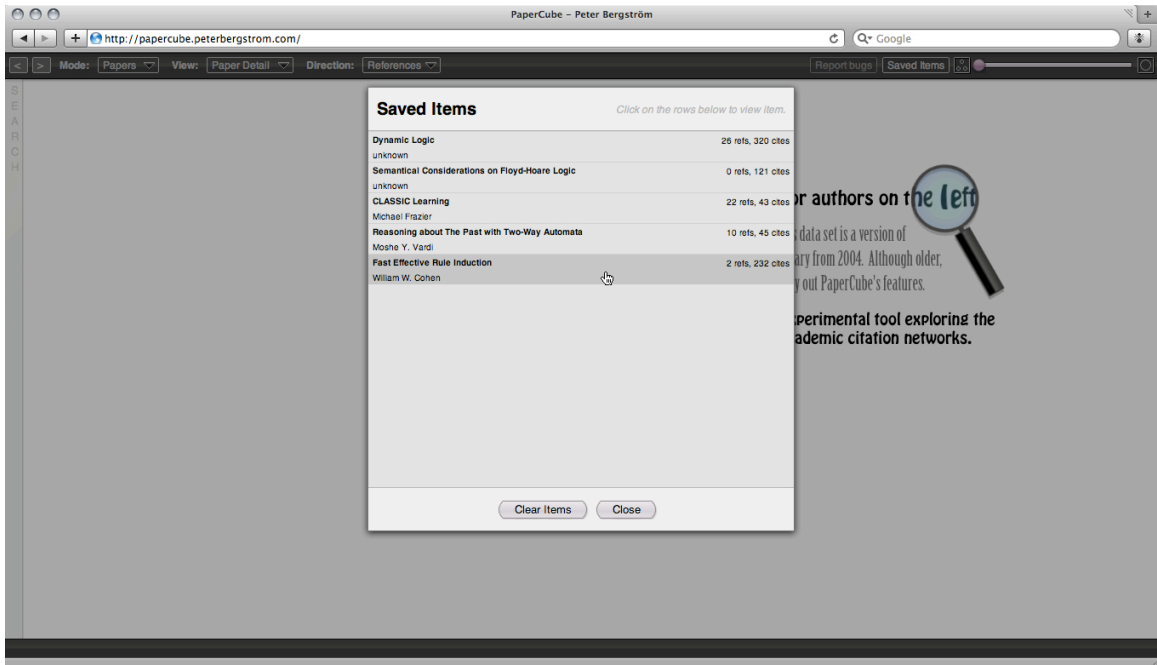 PaperCube – Peter Bergström
http://papercube.peterbergstrom.com/
Google
< > Mode: Papers View: Paper Detail Direction: References Report bugs Saved Items
SEARCH
Saved Items Click on the rows below to view item.
Dynamic Logic 26 refs, 320 cites
unknown
Semantical Considerations on Floyd-Hoare Logic 0 refs, 121 cites
unknown
CLASSIC Learning 22 refs, 43 cites
Michael Frazier
Reasoning about The Past with Two-Way Automata 10 refs, 45 cites
Moshe Y. Vardi
Fast Effective Rule Induction 2 refs, 232 cites
William W. Cohen
Clear Items Close
or authors on the left
data set is a version of
ary from 2004. Although older,
y out PaperCube's features.
perimental tool exploring the
ademic citation networks.